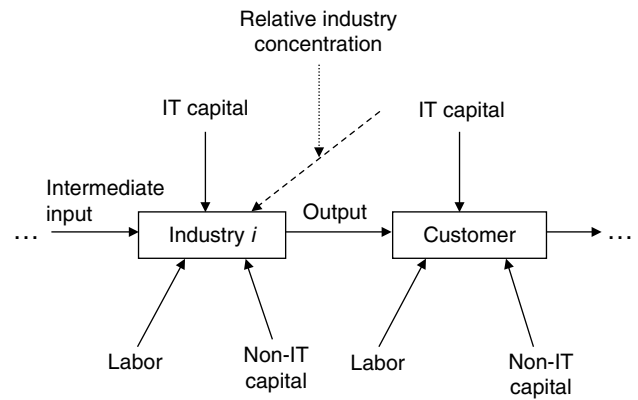 Relative industry
concentration
IT capital
IT capital
Intermediate
input
Output
...
Industry i
Customer
...
Labor
Non-IT
capital
Labor
Non-IT
capital